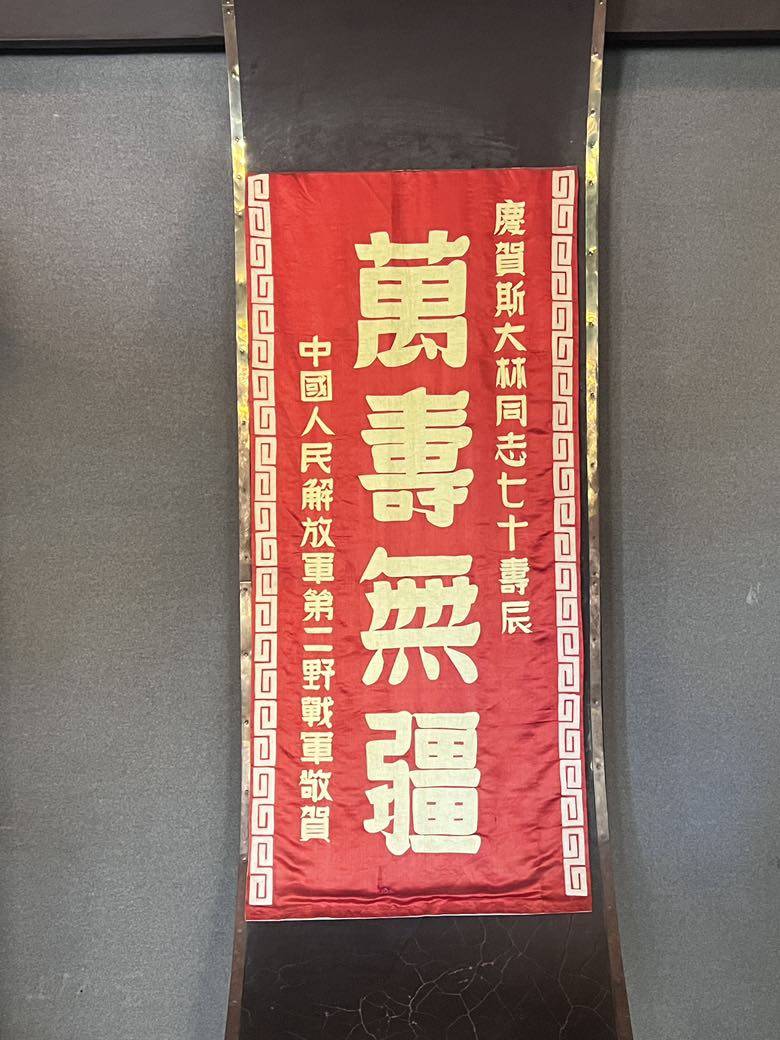 慶賀斯大林同志七十壽辰
萬壽無疆
中國人民解放軍第二野戰軍敬賀